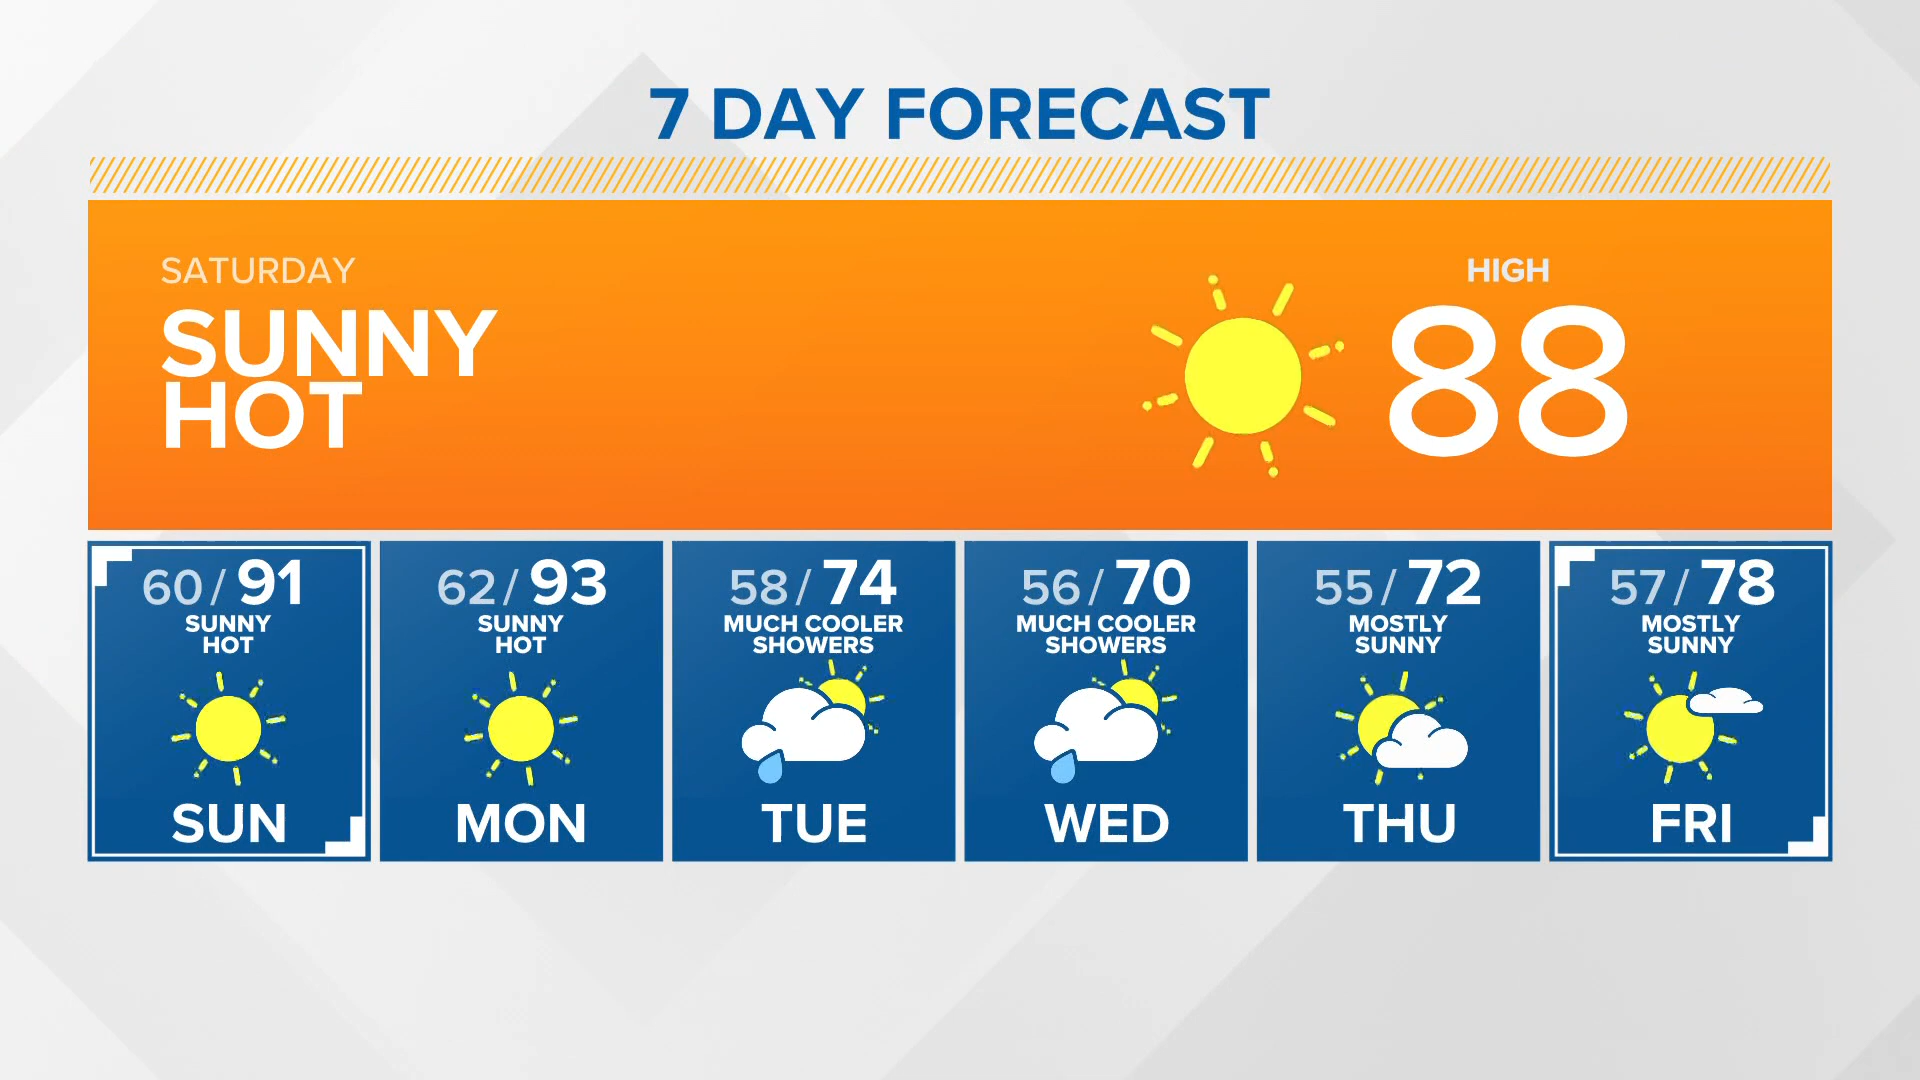 7 DAY FORECAST
SATURDAY
SUNNY
HOT
HIGH
88
60/91
SUNNY
HOT
SUN
62/93
SUNNY
HOT
MON
58/74
MUCH COOLER
SHOWERS
TUE
56/70
MUCH COOLER
SHOWERS
WED
55/72
MOSTLY
SUNNY
THU
57/78
MOSTLY
SUNNY
FRI